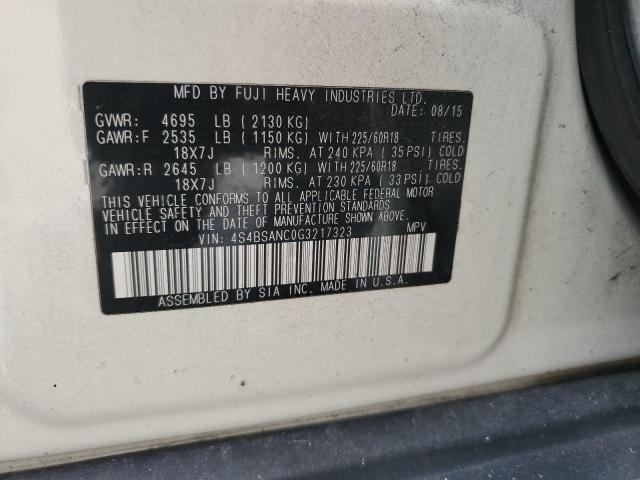 MFD BY FUJI HEAVY INDUSTRIES LTD.
DATE: 08/15
GVWR: 4695 LB ( 2130 KG)
GAWR:F 2535 LB ( 1150 KG) WITH 225/60R18 TIRES.
18X7J RIMS. AT 240 KPA ( 35 PSI) COLD
GAWR:R 2645 LB ( 1200 KG) WITH 225/60R18 TIRES.
18X7J RIMS. AT 230 KPA ( 33 PSI) COLD
THIS VEHICLE CONFORMS TO ALL APPLICABLE FEDERAL MOTOR
VEHICLE SAFETY AND THEFT PREVENTION STANDARDS
IN EFFECT ON THE DATE OF MANUFACTURE SHOWN ABOVE.
VIN: 4S4BSANC0G3217323 MPV
ASSEMBLED BY SIA INC. MADE IN U.S.A.